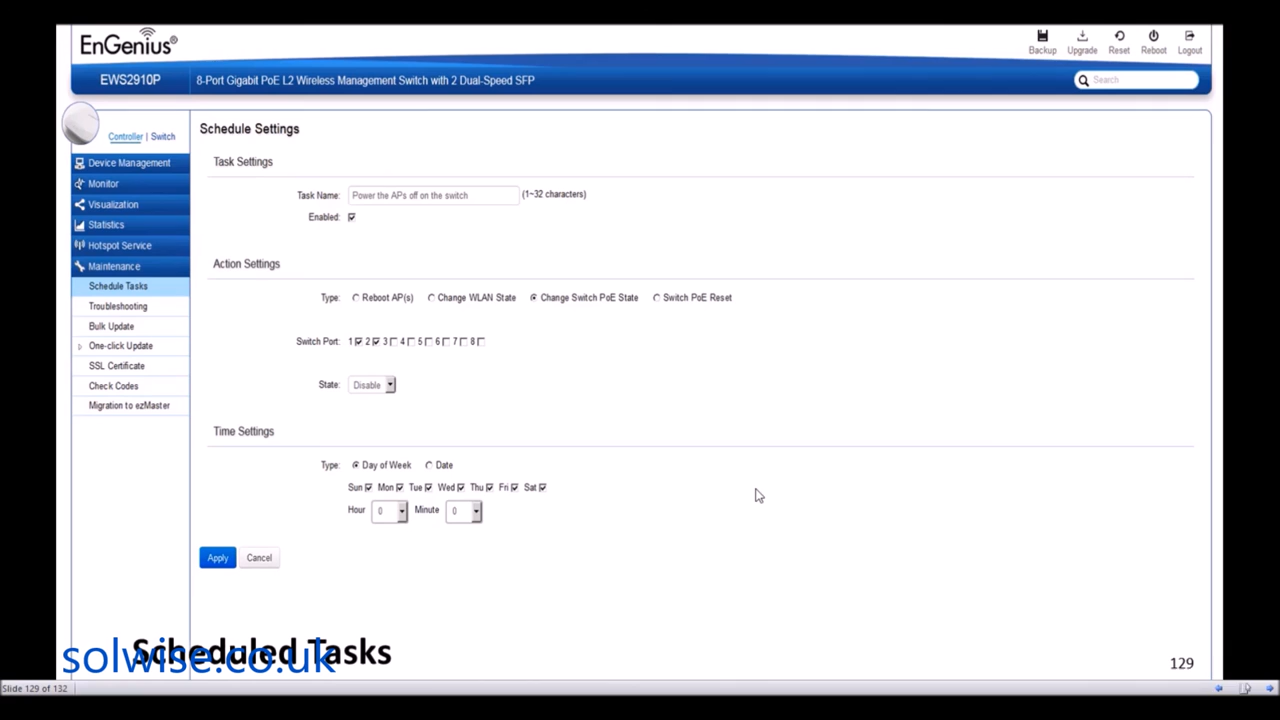 EnGenius®
Backup Upgrade Reset Reboot Logout
EWS2910P 8-Port Gigabit PoE L2 Wireless Management Switch with 2 Dual-Speed SFP Search
Controller | Switch
Device Management
Monitor
Visualization
Statistics
Hotspot Service
Maintenance
Schedule Tasks
Troubleshooting
Bulk Update
One-click Update
SSL Certificate
Check Codes
Migration to ezMaster
Schedule Settings
Task Settings
Task Name: Power the APs off on the switch (1~32 characters)
Enabled:
Action Settings
Type: Reboot AP(s) Change WLAN State Change Switch PoE State Switch PoE Reset
Switch Port: 1 2 3 4 5 6 7 8
State: Disable
Time Settings
Type: Day of Week Date
Sun Mon Tue Wed Thu Fri Sat
Hour 0 Minute 0
Apply Cancel
Scheduled Tasks
solwise.co.uk
129
Slide 129 of 132